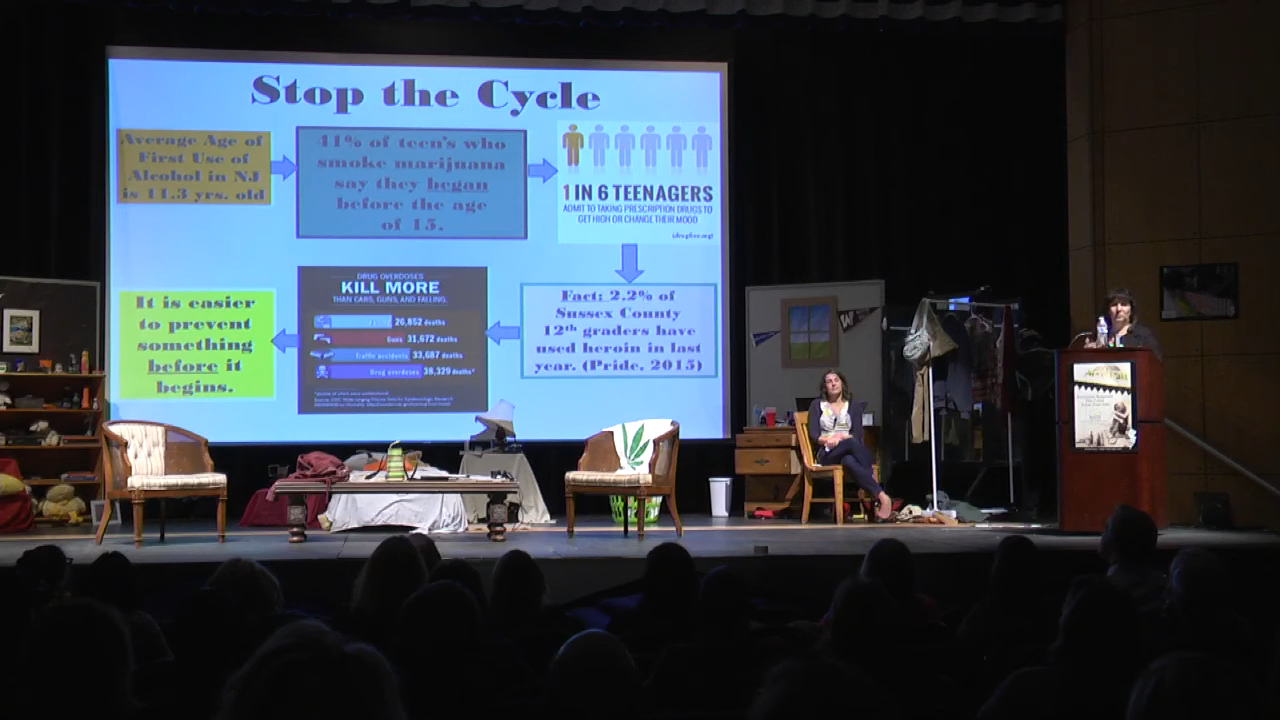 Stop the Cycle
Average Age of
First Use of
Alcohol in NJ
is 11.3 yrs. old
41% of teen's who
smoke marijuana
say they began
before the age
of 15.
1 IN 6 TEENAGERS
ADMIT TO TAKING PRESCRIPTION DRUGS TO
GET HIGH OR CHANGE THEIR MOOD
(drugfree.org)
Fact: 2.2% of
Sussex County
12th graders have
used heroin in last
year. (Pride, 2015)
DRUG OVERDOSES
KILL MORE
THAN CARS, GUNS, AND FALLING.
26,852 deaths
Guns 31,672 deaths
Traffic accidents 33,687 deaths
Drug overdoses 38,329 deaths*
It is easier
to prevent
something
before it
begins.
W